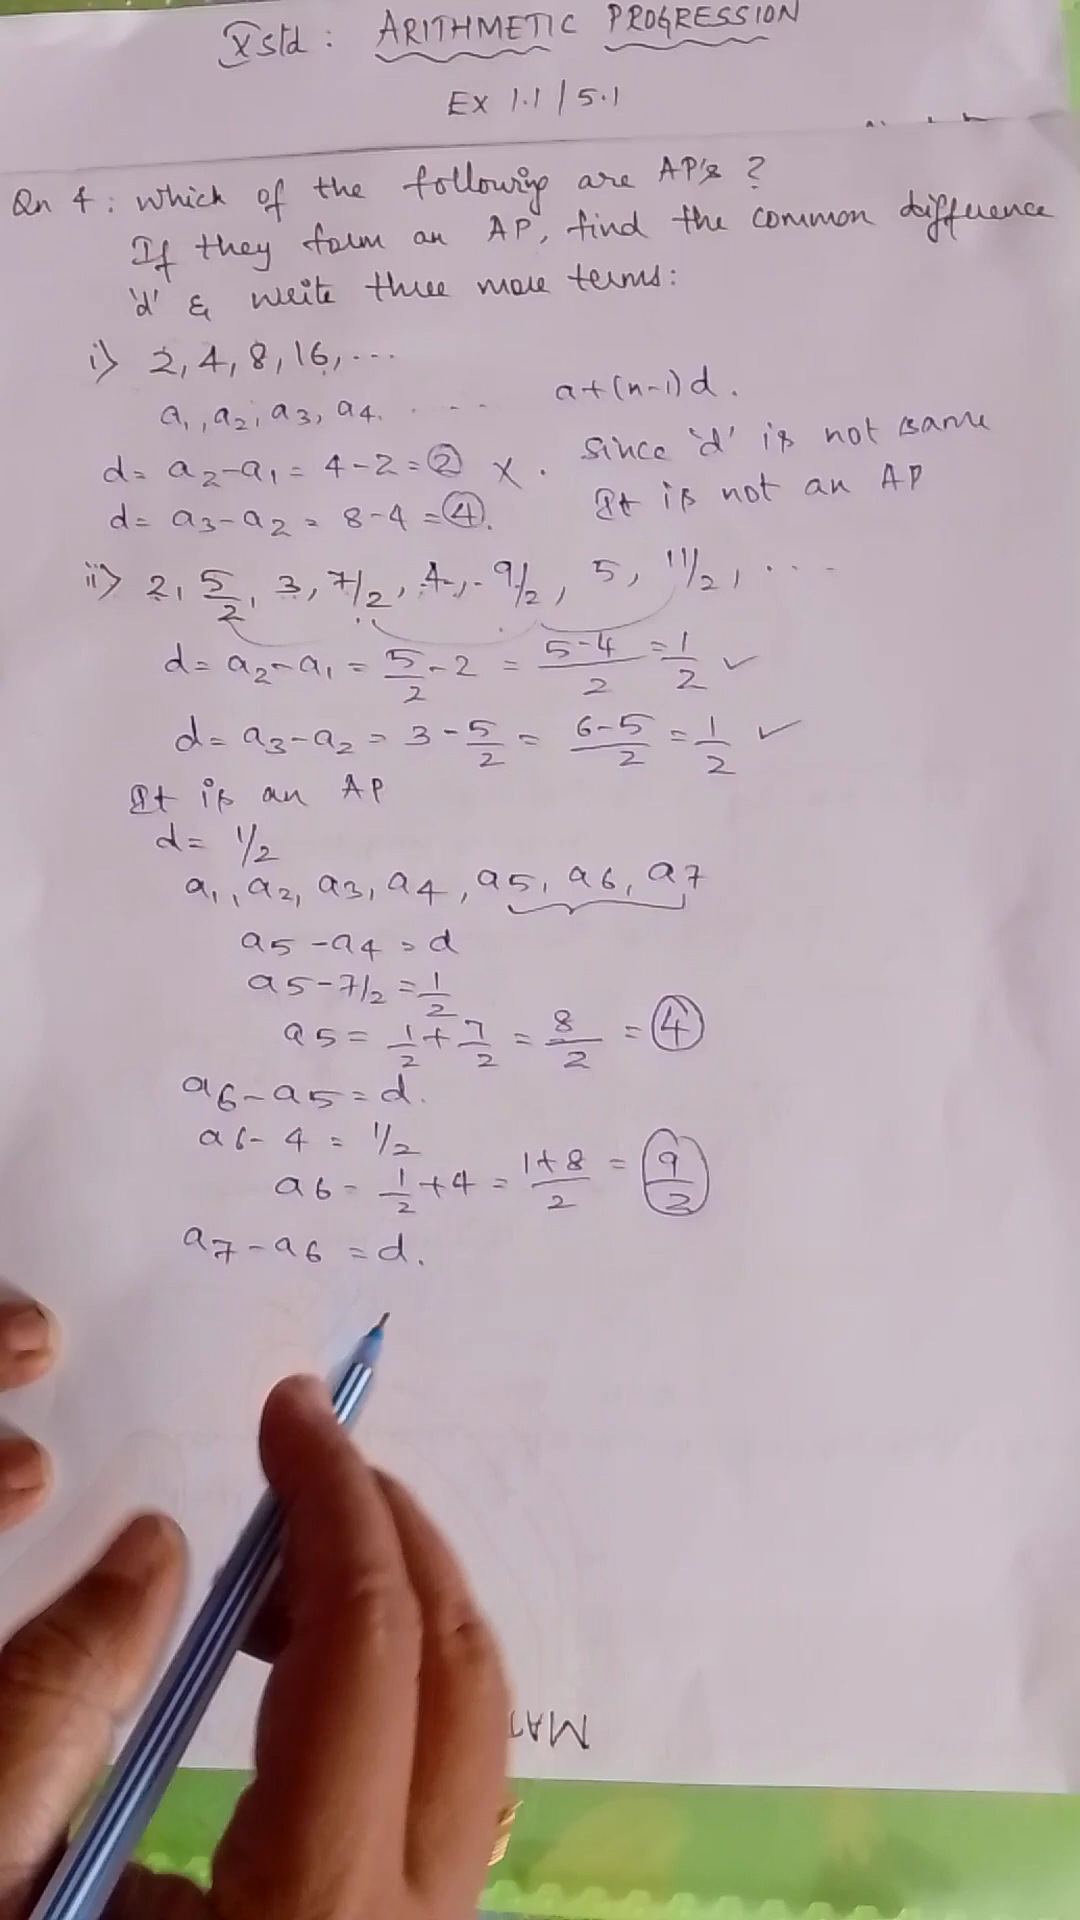 X std : ARITHMETIC PROGRESSION
Ex 1.1 / 5.1
Qn 4 : Which of the following are AP's ?
If they form an AP, find the common difference
'd' & write three more terms :
i) 2, 4, 8, 16, ...
a1, a2, a3, a4. . . . .
a+(n-1)d.
d = a2-a1 = 4-2 = 2 X .
since 'd' is not same
d = a3-a2 = 8-4 = 4.
It is not an AP
ii) 2, 5/2, 3, 7/2, 4, 9/2, 5, 11/2, ...
d = a2-a1 = 5/2 - 2 = 5-4/2 = 1/2 ✓
d = a3-a2 = 3 - 5/2 = 6-5/2 = 1/2 ✓
It is an AP
d = 1/2
a1, a2, a3, a4, a5, a6, a7
a5 - a4 = d
a5 - 7/2 = 1/2
a5 = 1/2 + 7/2 = 8/2 = 4
a6 - a5 = d.
a6 - 4 = 1/2
a6 = 1/2 + 4 = 1+8/2 = 9/2
a7 - a6 = d.